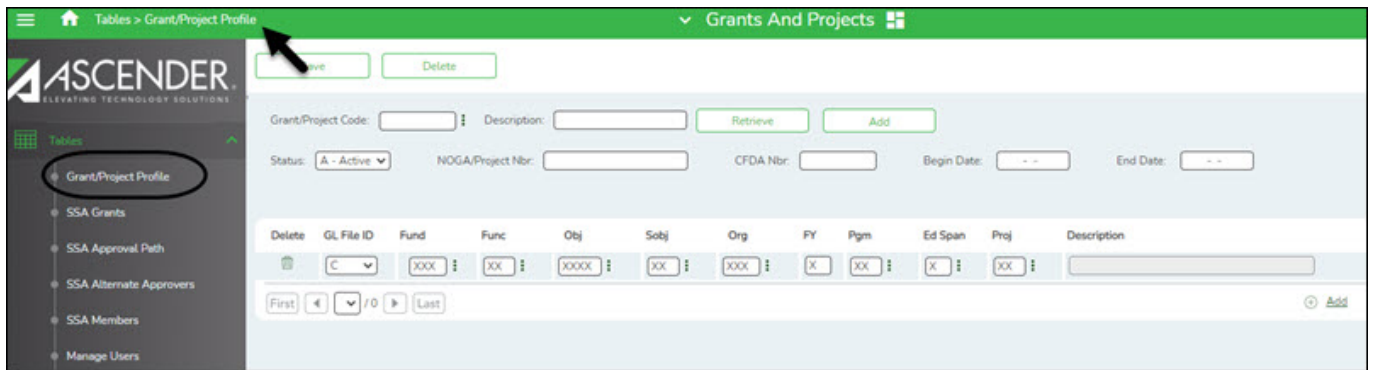 Tables > Grant/Project Profile
Grants And Projects
ASCENDER
ELEVATING TECHNOLOGY SOLUTIONS
Delete
Grant/Project Code: Description: Retrieve Add
Tables
Status: A - Active NOGA/Project Nbr: CFDA Nbr: Begin Date: - - End Date: - -
Grant/Project Profile
SSA Grants
Delete GL File ID Fund Func Obj Sobj Org FY Pgm Ed Span Proj Description
SSA Approval Path
C XXX XX XXXX XX XXX X XX X XX
SSA Alternate Approvers
First / 0 Last Add
SSA Members
Manage Users